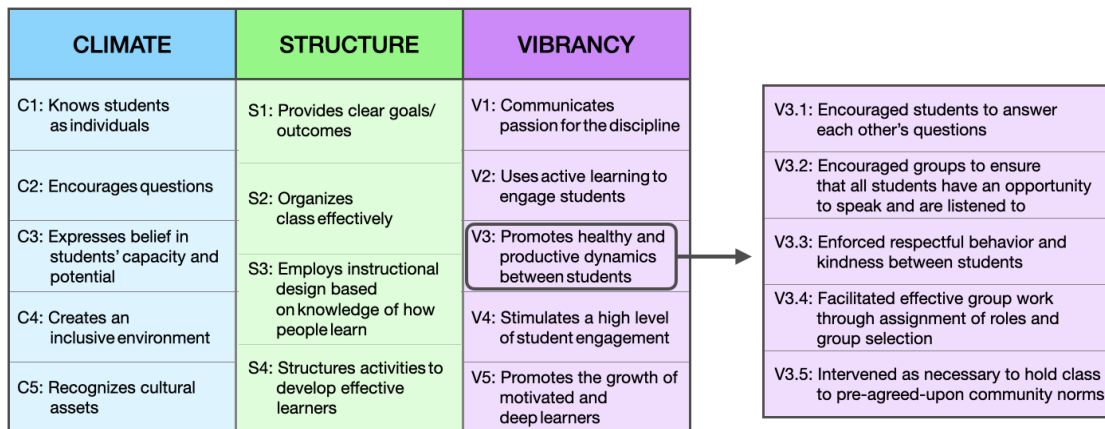 CLIMATE
C1: Knows students
as individuals
C2: Encourages questions
C3: Expresses belief in
students' capacity and
potential
C4: Creates an
inclusive environment
C5: Recognizes cultural
assets
STRUCTURE
S1: Provides clear goals/
outcomes
S2: Organizes
class effectively
S3: Employs instructional
design based
on knowledge of how
people learn
S4: Structures activities to
develop effective
learners
VIBRANCY
V1: Communicates
passion for the discipline
V2: Uses active learning to
engage students
V3: Promotes healthy and
productive dynamics
between students
V4: Stimulates a high level
of student engagement
V5: Promotes the growth of
motivated and
deep learners
V3.1: Encouraged students to answer
each other's questions
V3.2: Encouraged groups to ensure
that all students have an opportunity
to speak and are listened to
V3.3: Enforced respectful behavior and
kindness between students
V3.4: Facilitated effective group work
through assignment of roles and
group selection
V3.5: Intervened as necessary to hold class
to pre-agreed-upon community norms